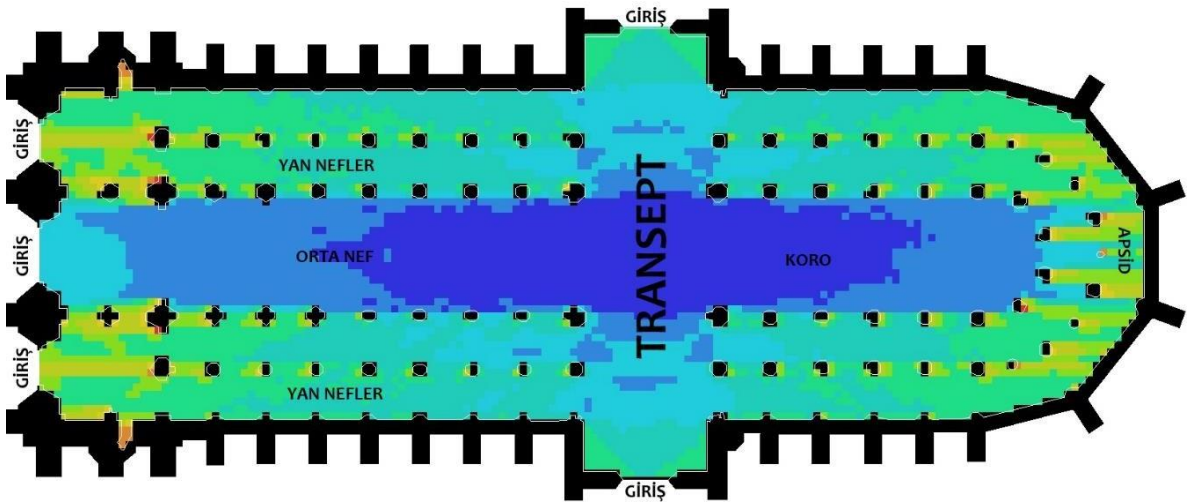 GİRİŞ
GİRİŞ
YAN NEFLER
GİRİŞ
ORTA NEF
TRANSEPT
KORO
APSİD
GİRİŞ
YAN NEFLER
GİRİŞ